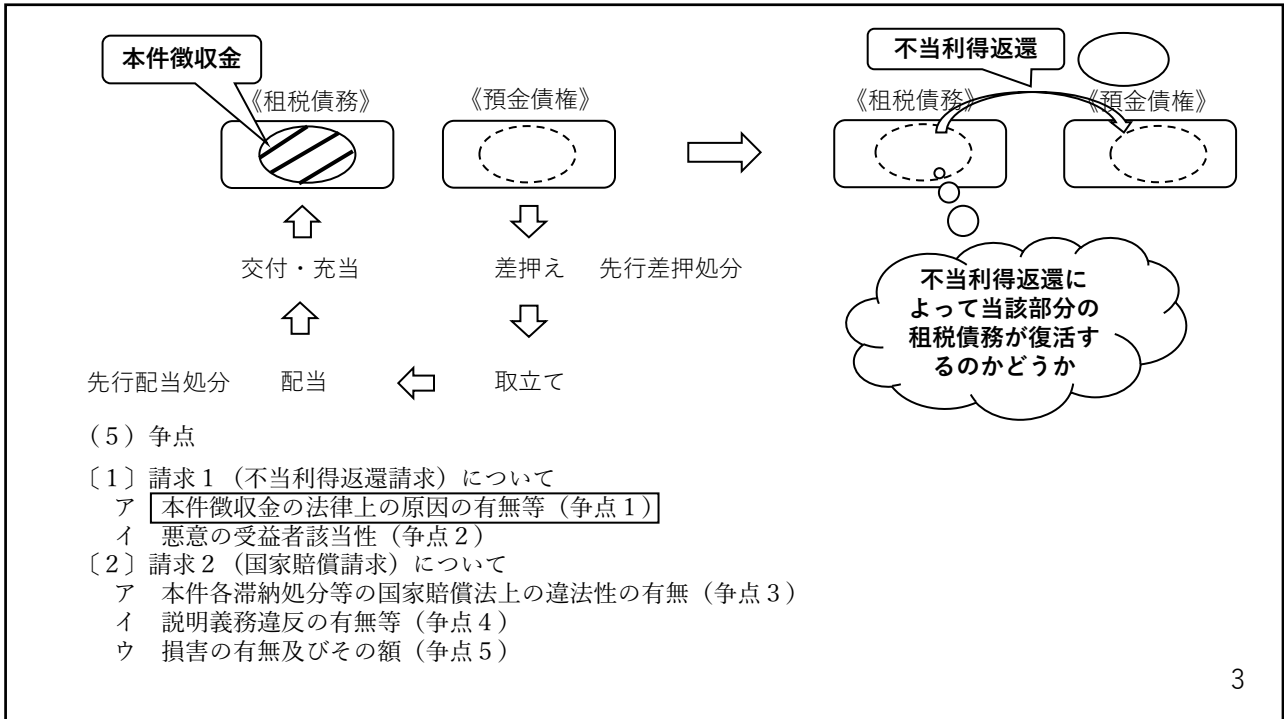 本件徴収金
不当利得返還
《租税債務》
《預金債権》
《租税債務》
《預金債権》
交付・充当
差押え
先行差押処分
不当利得返還に
よって当該部分の
租税債務が復活す
るのかどうか
先行配当処分
配当
取立て
(5)争点
〔1〕請求1(不当利得返還請求)について
ア 本件徴収金の法律上の原因の有無等(争点1)
イ 悪意の受益者該当性(争点2)
〔2〕請求2(国家賠償請求)について
ア 本件各滞納処分等の国家賠償法上の違法性の有無(争点3)
イ 説明義務違反の有無等(争点4)
ウ 損害の有無及びその額(争点5)
3